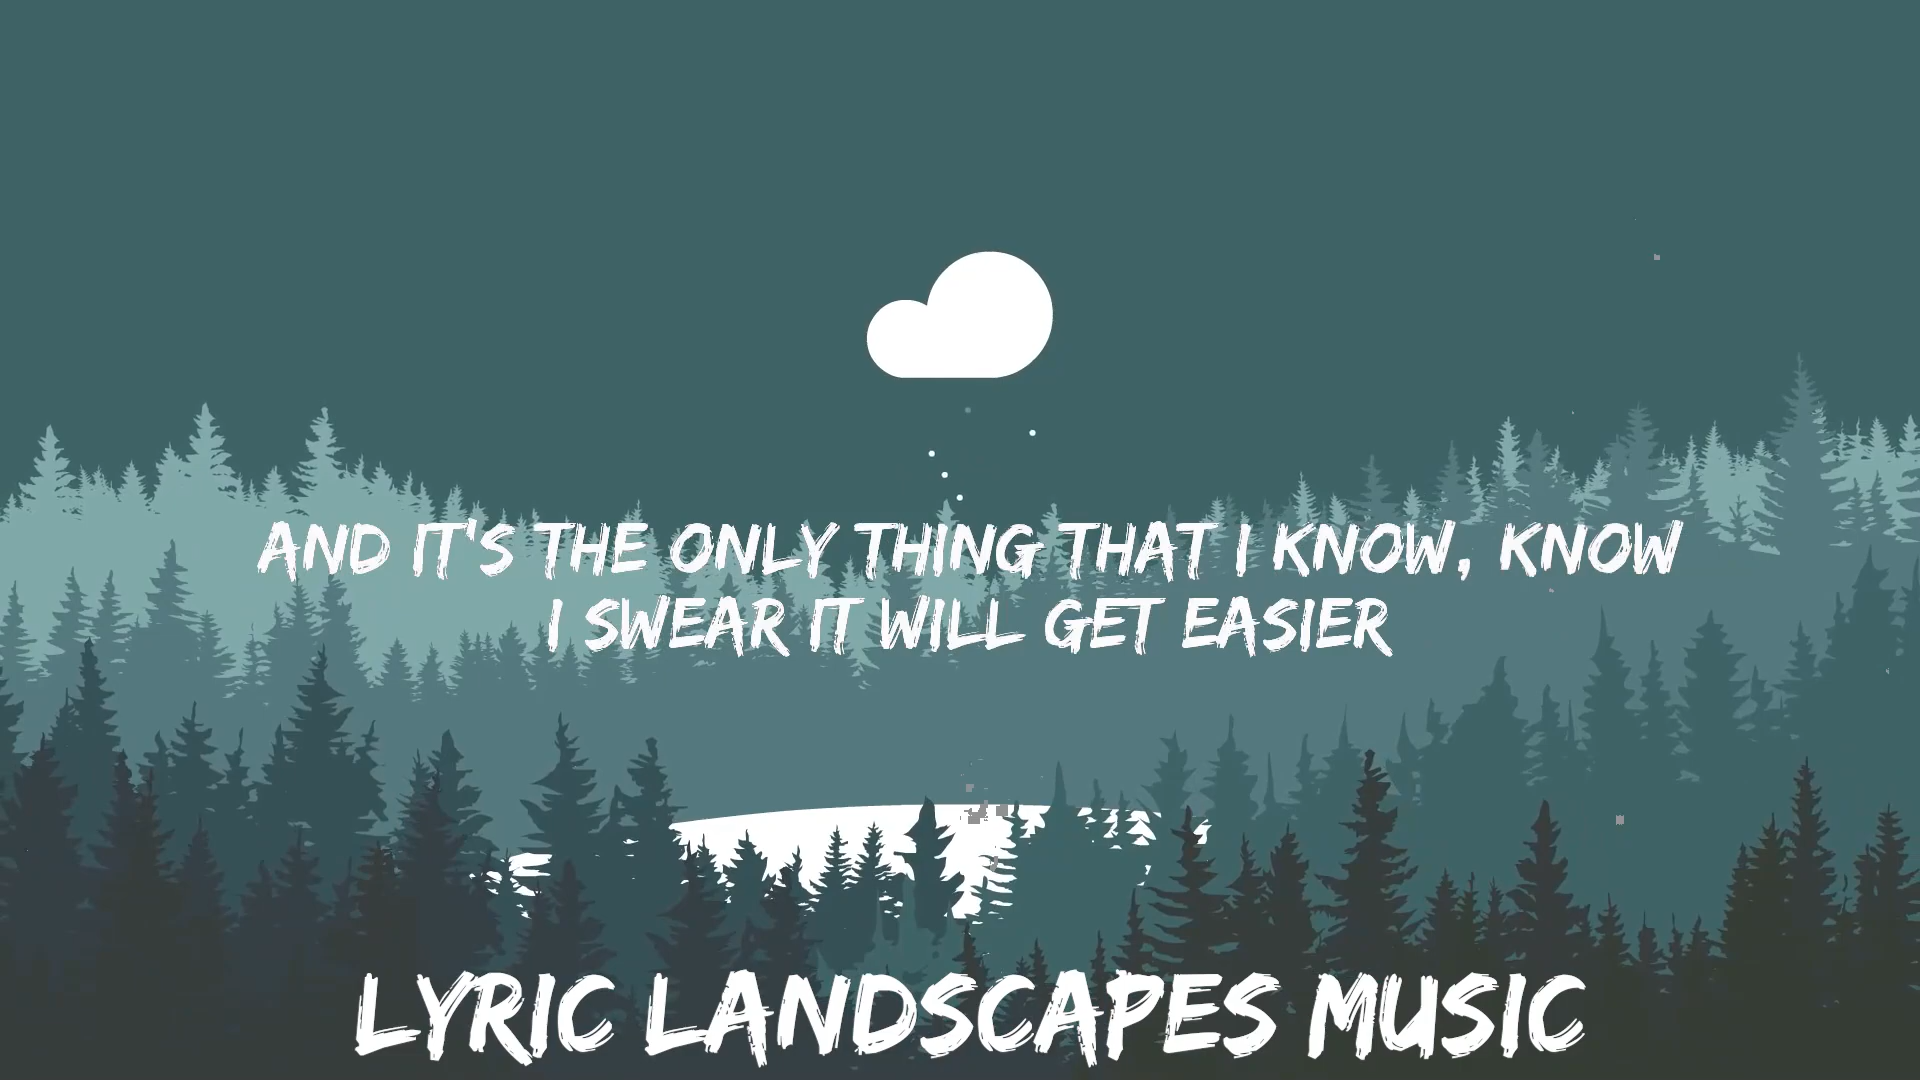 AND IT'S THE ONLY THING THAT I KNOW, KNOW
I SWEAR IT WILL GET EASIER
LYRIC LANDSCAPES MUSIC